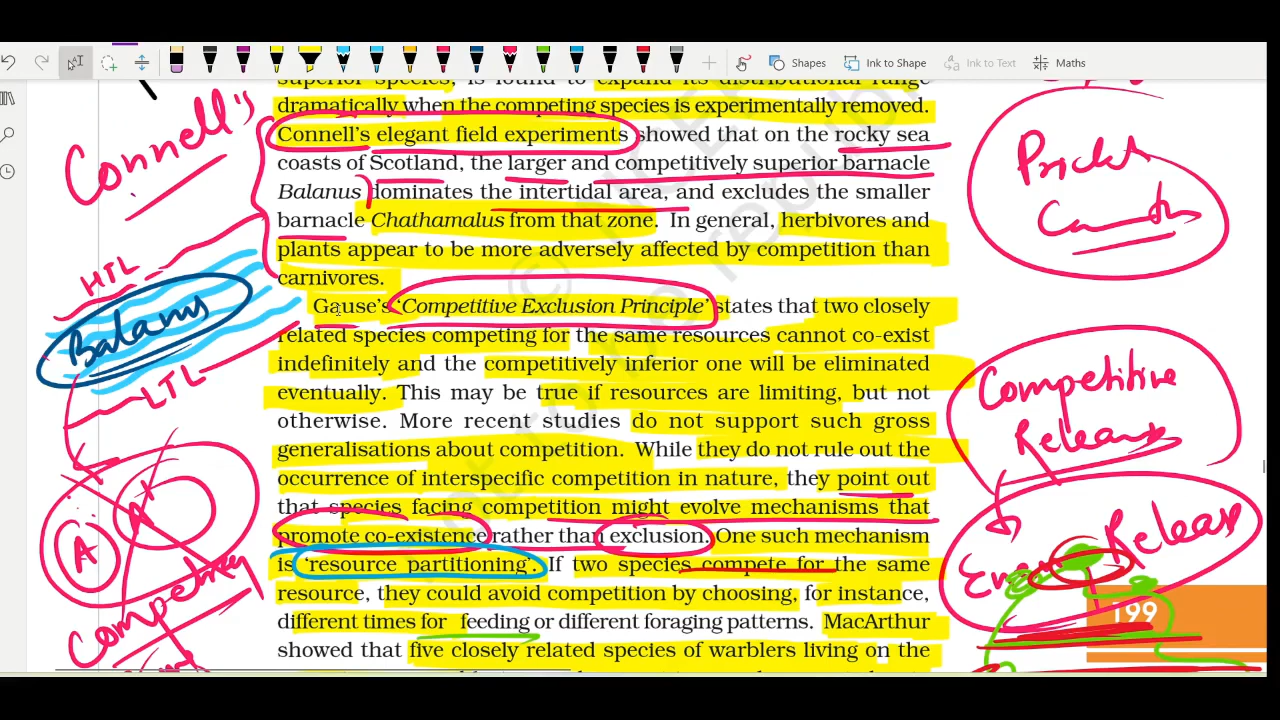 Shapes Ink to Shape Ink to Text Maths
superior species, is found to expand its distributional range
dramatically when the competing species is experimentally removed.
Connell's elegant field experiments showed that on the rocky sea
coasts of Scotland, the larger and competitively superior barnacle
Balanus dominates the intertidal area, and excludes the smaller
barnacle Chathamalus from that zone. In general, herbivores and
plants appear to be more adversely affected by competition than
carnivores.
Gause's 'Competitive Exclusion Principle' states that two closely
related species competing for the same resources cannot co-exist
indefinitely and the competitively inferior one will be eliminated
eventually. This may be true if resources are limiting, but not
otherwise. More recent studies do not support such gross
generalisations about competition. While they do not rule out the
occurrence of interspecific competition in nature, they point out
that species facing competition might evolve mechanisms that
promote co-existence rather than exclusion. One such mechanism
is 'resource partitioning'. If two species compete for the same
resource, they could avoid competition by choosing, for instance,
different times for feeding or different foraging patterns. MacArthur
showed that five closely related species of warblers living on the
Connell's
HTL
Balanus
LTL
A
A
Competitive
Release
Release
199